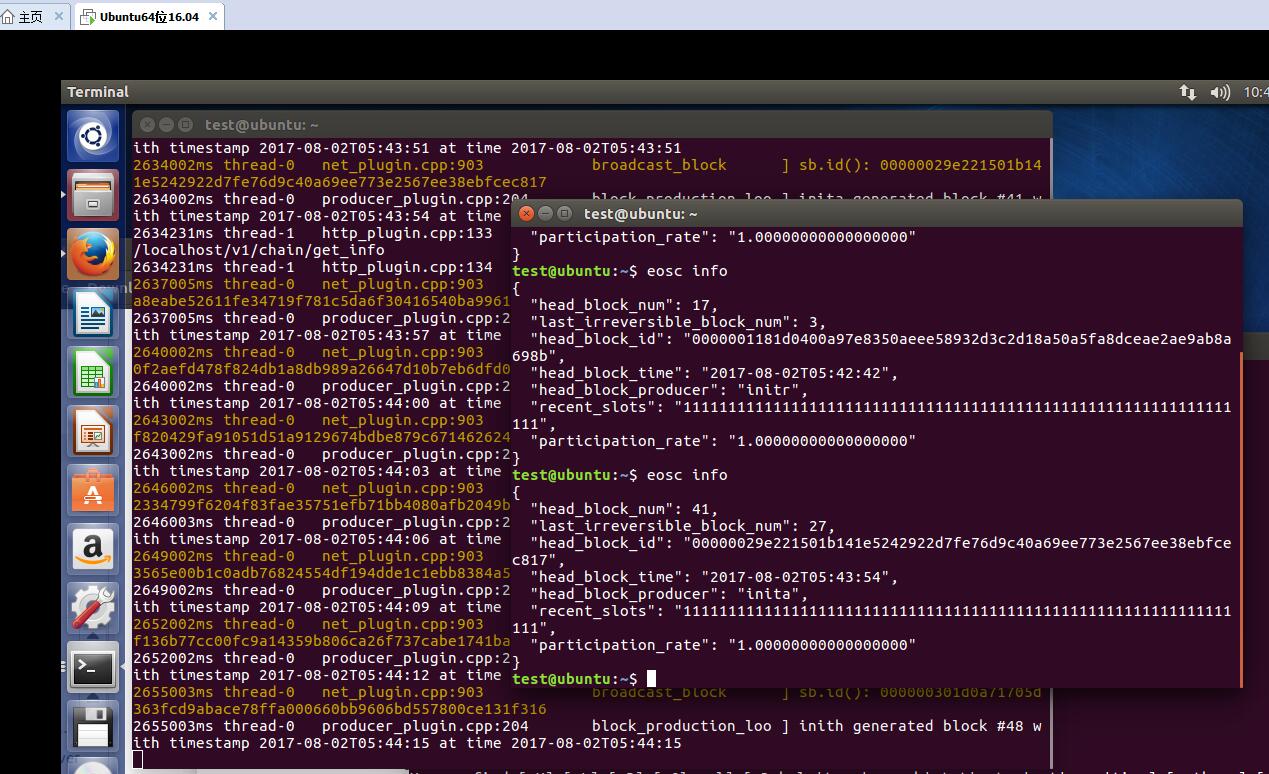 主页
Ubuntu64位16.04
Terminal
10:4
test@ubuntu: ~
ith timestamp 2017-08-02T05:43:51 at time 2017-08-02T05:43:51
2634002ms thread-0   net_plugin.cpp:903            broadcast_block      ] sb.id(): 00000029e221501b14
1e5242922d7fe76d9c40a69ee773e2567ee38ebfcec817
2634002ms thread-0   producer_plugin.cpp:204       block_production_loo ] inita generated block #41 w
ith timestamp 2017-08-02T05:43:54 at time
2634231ms thread-1   http_plugin.cpp:133
/localhost/v1/chain/get_info
2634231ms thread-1   http_plugin.cpp:134
2637005ms thread-0   net_plugin.cpp:903
a8eabe52611fe34719f781c5da6f30416540ba9961
2637005ms thread-0   producer_plugin.cpp:2
ith timestamp 2017-08-02T05:43:57 at time
2640002ms thread-0   net_plugin.cpp:903
0f2aefd478f824db1a8db989a26647d10b7eb6dfd0
2640002ms thread-0   producer_plugin.cpp:2
ith timestamp 2017-08-02T05:44:00 at time
2643002ms thread-0   net_plugin.cpp:903
f820429fa91051d51a9129674bdbe879c671462624
2643002ms thread-0   producer_plugin.cpp:2
ith timestamp 2017-08-02T05:44:03 at time
2646002ms thread-0   net_plugin.cpp:903
2334799f6204f83fae35751efb71bb4080afb2049b
2646003ms thread-0   producer_plugin.cpp:2
ith timestamp 2017-08-02T05:44:06 at time
2649002ms thread-0   net_plugin.cpp:903
3565e00b1c0adb76824554df194dde1c1ebb8384a5
2649002ms thread-0   producer_plugin.cpp:2
ith timestamp 2017-08-02T05:44:09 at time
2652002ms thread-0   net_plugin.cpp:903
f136b77cc00fc9a14359b806ca26f737cabe1741ba
2652002ms thread-0   producer_plugin.cpp:2
ith timestamp 2017-08-02T05:44:12 at time
2655003ms thread-0   net_plugin.cpp:903            broadcast_block      ] sb.id(): 000000301d0a71705d
363fcd9abace78ffa000660bb9606bd557800ce131f316
2655003ms thread-0   producer_plugin.cpp:204       block_production_loo ] inith generated block #48 w
ith timestamp 2017-08-02T05:44:15 at time 2017-08-02T05:44:15
test@ubuntu: ~
"participation_rate": "1.00000000000000000"
}
test@ubuntu:~$ eosc info
{
"head_block_num": 17,
"last_irreversible_block_num": 3,
"head_block_id": "0000001181d0400a97e8350aeee58932d3c2d18a50a5fa8dceae2ae9ab8a
698b",
"head_block_time": "2017-08-02T05:42:42",
"head_block_producer": "initr",
"recent_slots": "1111111111111111111111111111111111111111111111111111111111111
111",
"participation_rate": "1.00000000000000000"
}
test@ubuntu:~$ eosc info
{
"head_block_num": 41,
"last_irreversible_block_num": 27,
"head_block_id": "00000029e221501b141e5242922d7fe76d9c40a69ee773e2567ee38ebfce
c817",
"head_block_time": "2017-08-02T05:43:54",
"head_block_producer": "inita",
"recent_slots": "1111111111111111111111111111111111111111111111111111111111111
111",
"participation_rate": "1.00000000000000000"
}
test@ubuntu:~$